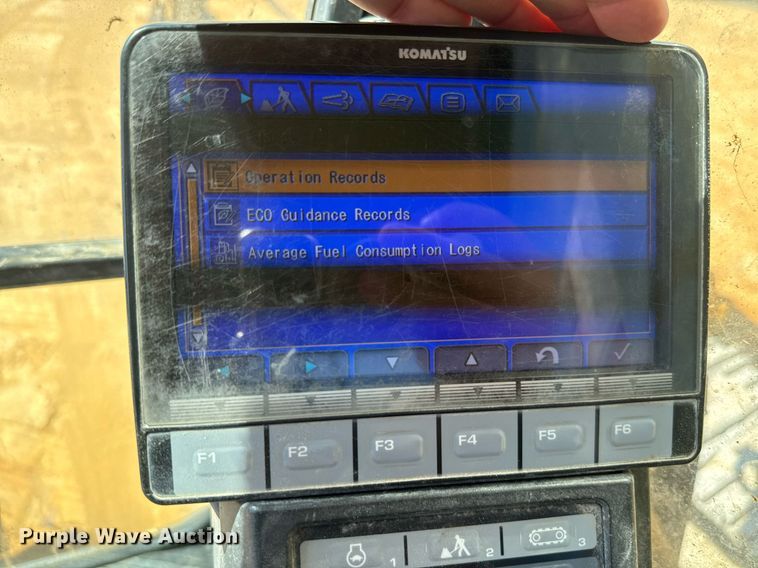 KOMATSU
Operation Records
ECO Guidance Records
Average Fuel Consumption Logs
F1 F2 F3 F4 F5 F6
1 2 3
Purple Wave Auction